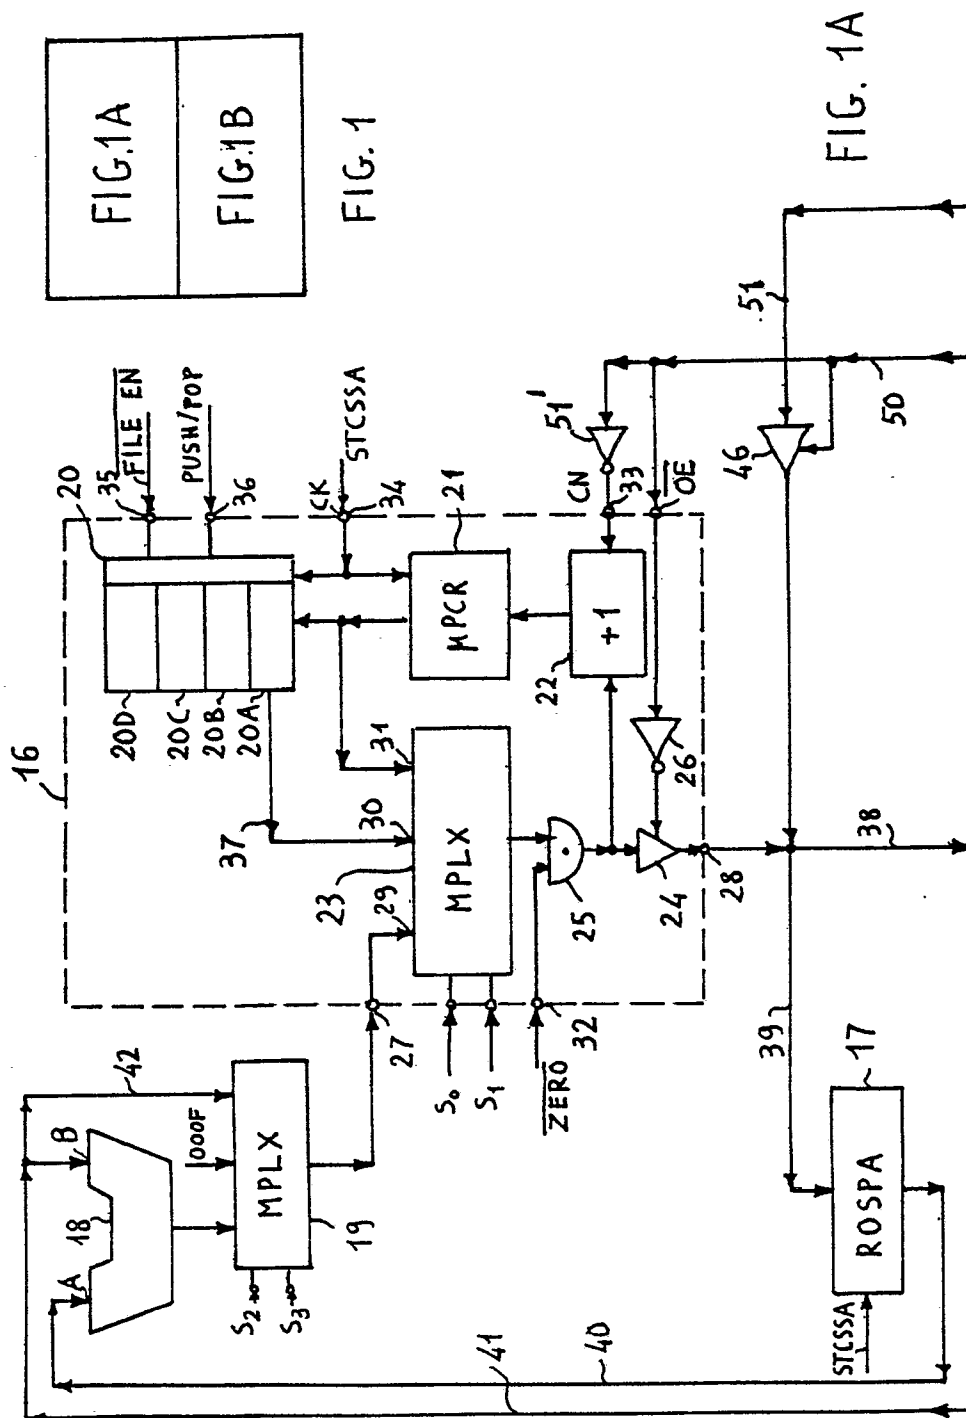 FIG.1A
FIG.1B
FIG. 1
FIG. 1A
16
20
35
FILE EN
PUSH/POP
36
CK
STCSSA
34
20D
20C
20B
20A
37
21
μPCR
22
+1
CN
33
51'
OE
26
23
29
30
31
MPLX
25
24
28
27
S0
S1
32
ZERO
42
A
18
B
000F
MPLX
19
S2
S3
41
40
39
38
17
ROSPA
STCSSA
46
50
51